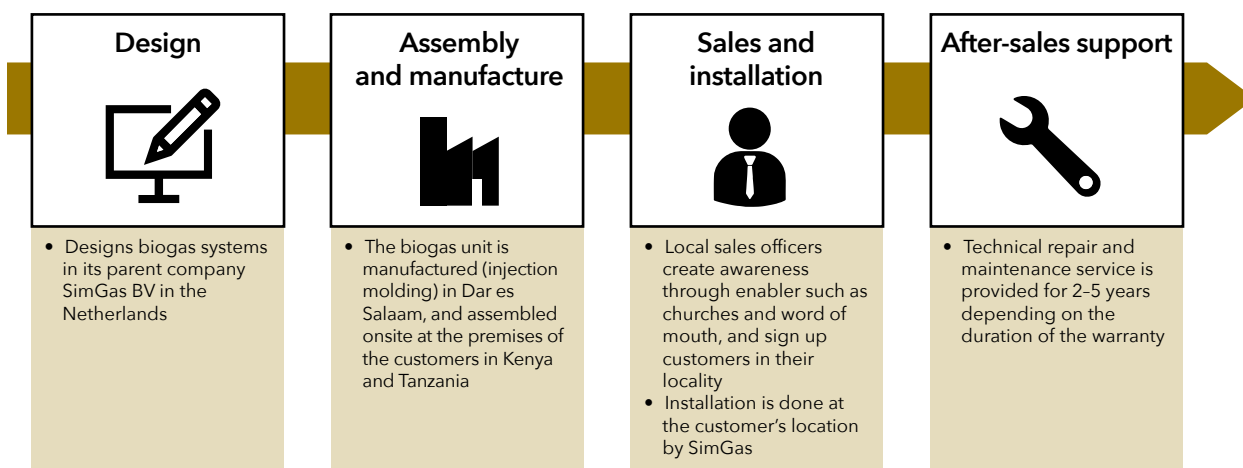 Design
• Designs biogas systems
in its parent company
SimGas BV in the
Netherlands
Assembly
and manufacture
• The biogas unit is
manufactured (injection
molding) in Dar es
Salaam, and assembled
onsite at the premises of
the customers in Kenya
and Tanzania
Sales and
installation
• Local sales officers
create awareness
through enabler such as
churches and word of
mouth, and sign up
customers in their
locality
• Installation is done at
the customer’s location
by SimGas
After-sales support
• Technical repair and
maintenance service is
provided for 2–5 years
depending on the
duration of the warranty